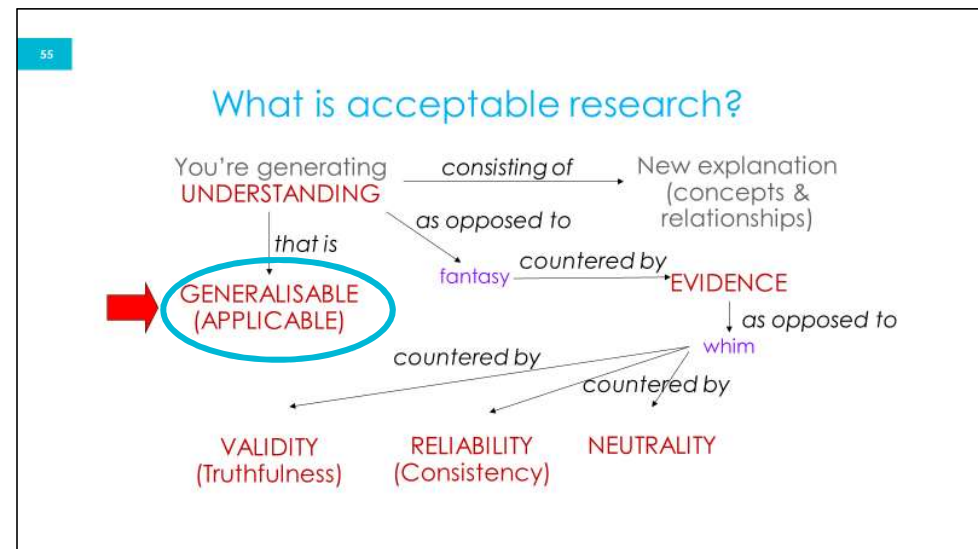 55
What is acceptable research?
You're generating
UNDERSTANDING
consisting of
New explanation
(concepts &
relationships)
that is
as opposed to
fantasy
countered by
EVIDENCE
GENERALISABLE
(APPLICABLE)
as opposed to
whim
countered by
countered by
VALIDITY
(Truthfulness)
RELIABILITY
(Consistency)
NEUTRALITY